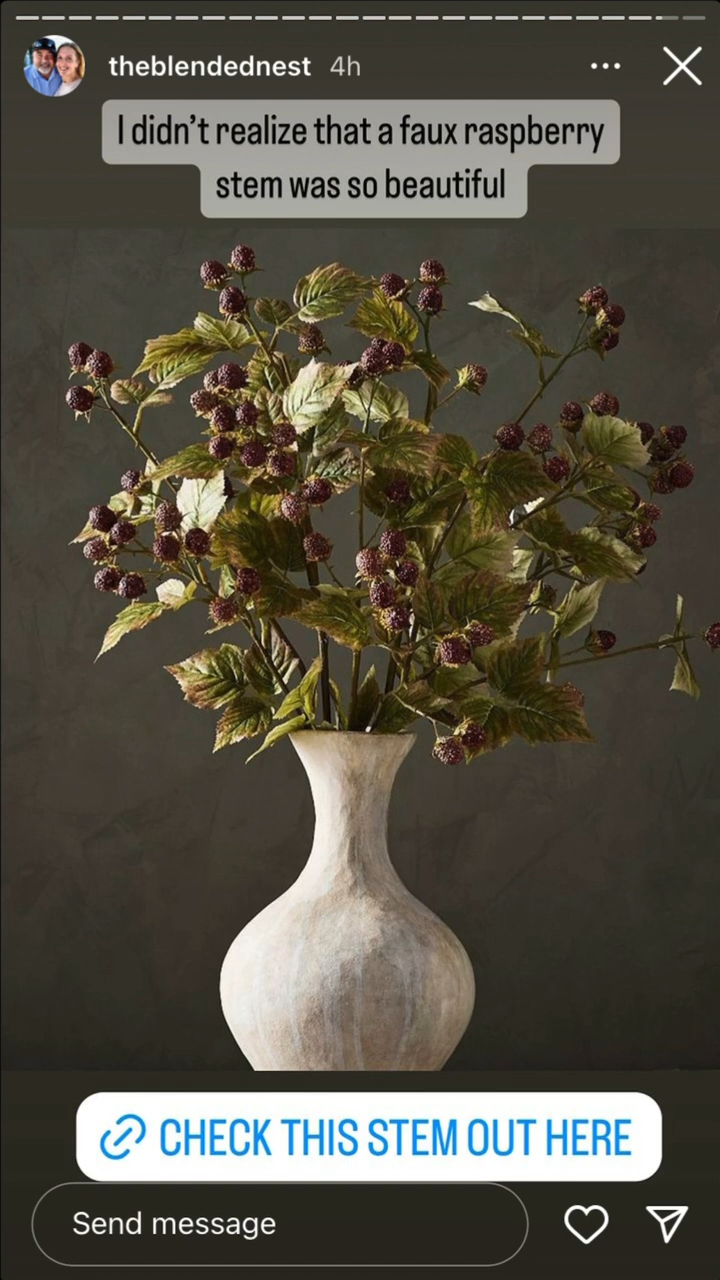 theblendednest 4h
I didn't realize that a faux raspberry
stem was so beautiful
CHECK THIS STEM OUT HERE
Send message